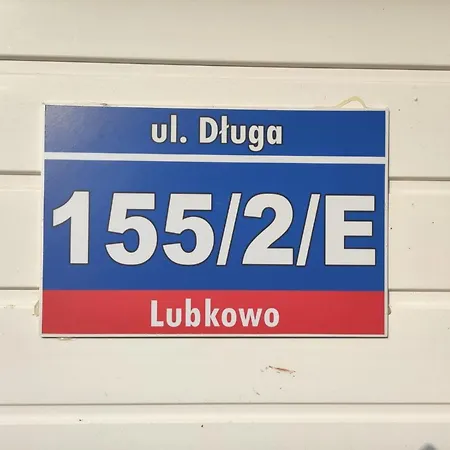 ul. Długa
155/2/E
Lubkowo